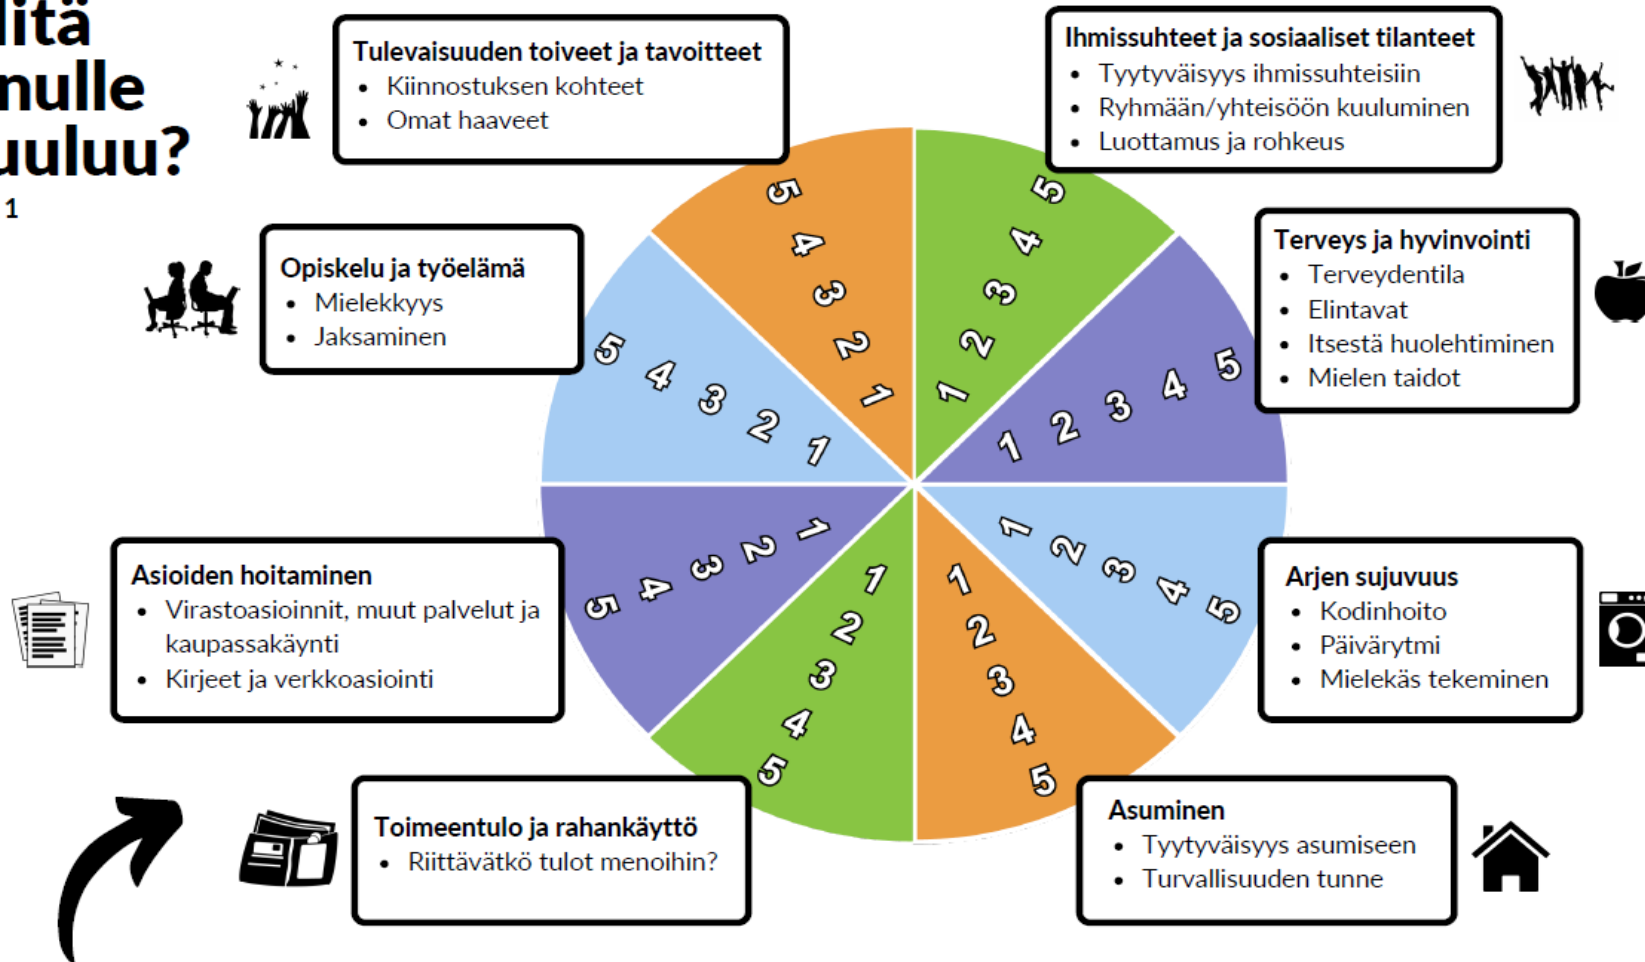 litä
nulle
uuluu?
1
Tulevaisuuden toiveet ja tavoitteet
• Kiinnostuksen kohteet
• Omat haaveet
Ihmissuhteet ja sosiaaliset tilanteet
• Tyytyväisyys ihmissuhteisiin
• Ryhmään/yhteisöön kuuluminen
• Luottamus ja rohkeus
Opiskelu ja työelämä
• Mielekkyys
• Jaksaminen
Terveys ja hyvinvointi
• Terveydentila
• Elintavat
• Itsestä huolehtiminen
• Mielen taidot
5 4 3 2 1
1 2 3 4 5
5 4 3 2 1
1 2 3 4 5
5 4 3 2 1
1 2 3 4 5
1 2 3 4 5
1 2 3 4 5
Asioiden hoitaminen
• Virastoasioinnit, muut palvelut ja
kaupassakäynti
• Kirjeet ja verkkoasiointi
Arjen sujuvuus
• Kodinhoito
• Päivärytmi
• Mielekäs tekeminen
Toimeentulo ja rahankäyttö
• Riittävätkö tulot menoihin?
Asuminen
• Tyytyväisyys asumiseen
• Turvallisuuden tunne